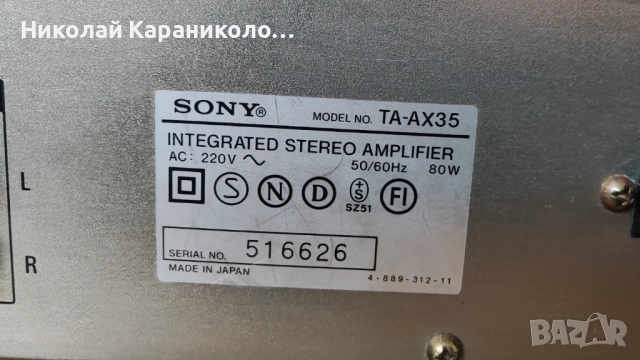 Николай Караниколо...
SONY®
MODEL NO. TA-AX35
INTEGRATED STEREO AMPLIFIER
AC: 220V ~ 50/60Hz 80W
S N D +S FI
SZ51
L
SERIAL NO. 516626
R
MADE IN JAPAN
4-889-312-11
BAZAR